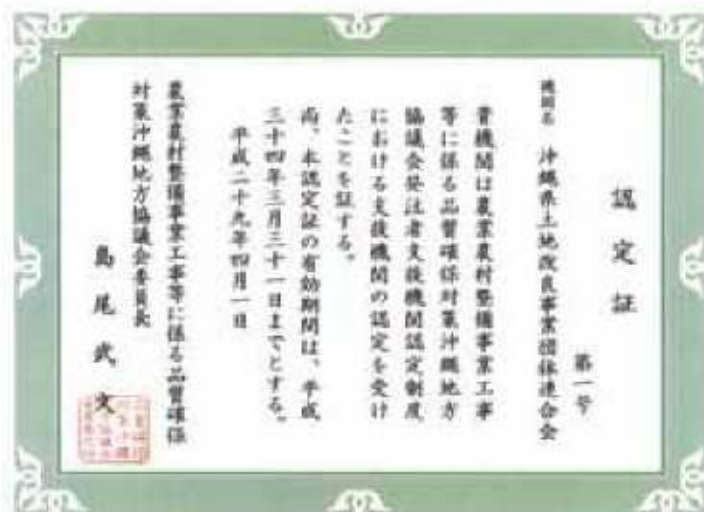 認定証
第一号
機関名 沖縄県土地改良事業団体連合会
貴機関は農業農村整備事業工事
等に係る品質確保対策沖縄地方
協議会発注者支援機関認定制度
における支援機関の認定を受け
たことを証する。
尚、本認定証の有効期間は、平成
三十四年三月三十一日までとする。
平成二十九年四月一日
農業農村整備事業工事等に係る品質確保
対策沖縄地方協議会委員長
島尾武文